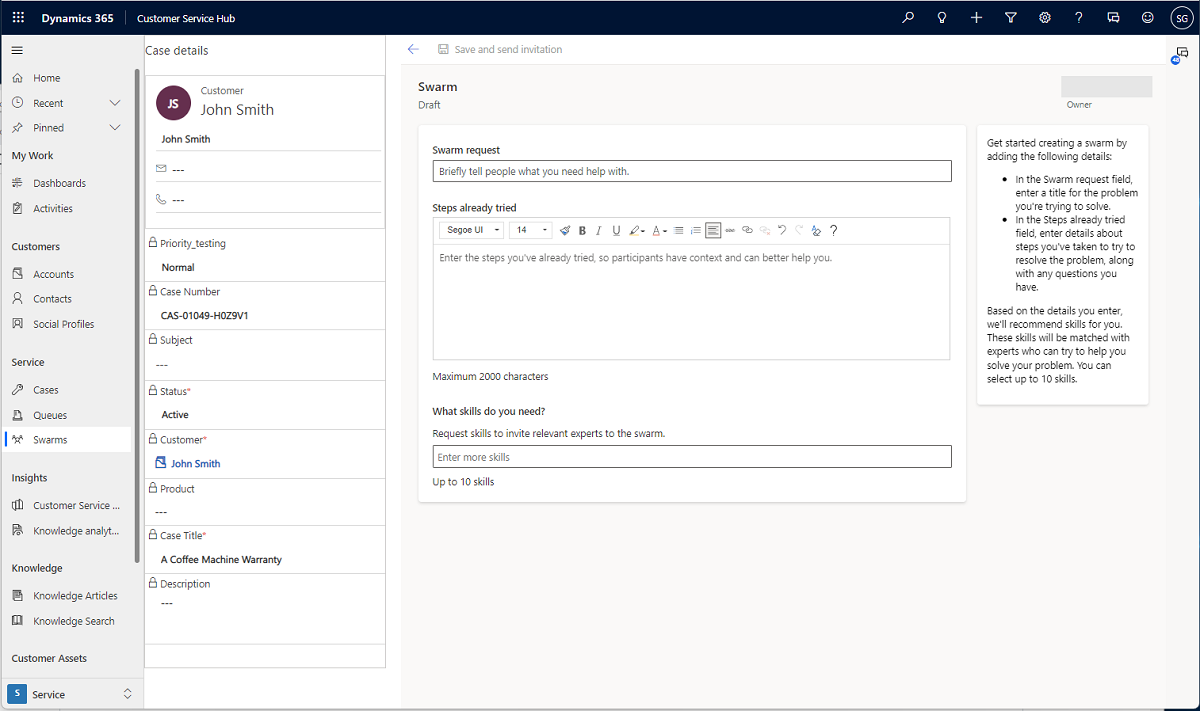 Dynamics 365
Customer Service Hub
SG
Home
Recent
Pinned
My Work
Dashboards
Activities
Customers
Accounts
Contacts
Social Profiles
Service
Cases
Queues
Swarms
Insights
Customer Service ...
Knowledge analyt...
Knowledge
Knowledge Articles
Knowledge Search
Customer Assets
S
Service
Case details
JS
Customer
John Smith
John Smith
---
---
Priority_testing
Normal
Case Number
CAS-01049-H0Z9V1
Subject
---
Status*
Active
Customer*
John Smith
Product
---
Case Title*
A Coffee Machine Warranty
Description
---
Save and send invitation
Swarm
Draft
Owner
Swarm request
Briefly tell people what you need help with.
Steps already tried
Segoe UI 14 B I U A ?
Enter the steps you've already tried, so participants have context and can better help you.
Maximum 2000 characters
What skills do you need?
Request skills to invite relevant experts to the swarm.
Enter more skills
Up to 10 skills
Get started creating a swarm by
adding the following details:
• In the Swarm request field,
enter a title for the problem
you're trying to solve.
• In the Steps already tried
field, enter details about
steps you've taken to try to
resolve the problem, along
with any questions you
have.
Based on the details you enter,
we'll recommend skills for you.
These skills will be matched with
experts who can try to help you
solve your problem. You can
select up to 10 skills.